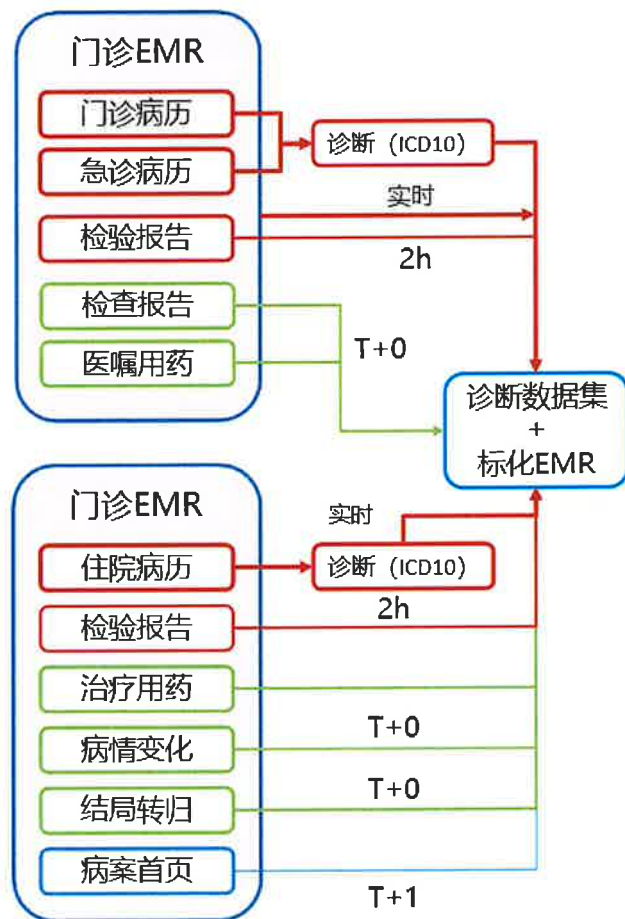 门诊EMR
门诊病历
急诊病历
诊断（ICD10）
实时
检验报告
2h
检查报告
T+0
医嘱用药
诊断数据集
+
标化EMR
门诊EMR
实时
住院病历
诊断（ICD10）
2h
检验报告
治疗用药
T+0
病情变化
T+0
结局转归
病案首页
T+1